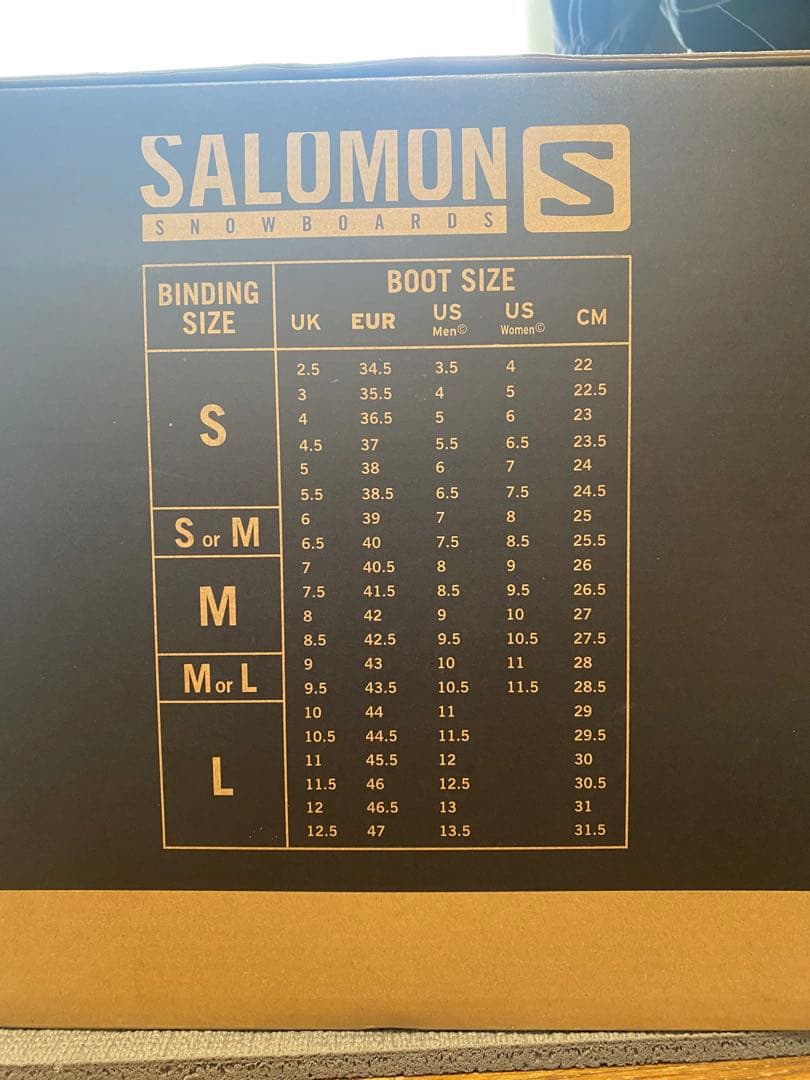 SALOMON S
SNOWBOARDS
BINDING SIZE
BOOT SIZE
UK EUR US Men© US Women© CM
S
2.5 34.5 3.5 4 22
3 35.5 4 5 22.5
4 36.5 5 6 23
4.5 37 5.5 6.5 23.5
5 38 6 7 24
5.5 38.5 6.5 7.5 24.5
S or M
6 39 7 8 25
6.5 40 7.5 8.5 25.5
M
7 40.5 8 9 26
7.5 41.5 8.5 9.5 26.5
8 42 9 10 27
8.5 42.5 9.5 10.5 27.5
M or L
9 43 10 11 28
9.5 43.5 10.5 11.5 28.5
L
10 44 11 29
10.5 44.5 11.5 29.5
11 45.5 12 30
11.5 46 12.5 30.5
12 46.5 13 31
12.5 47 13.5 31.5